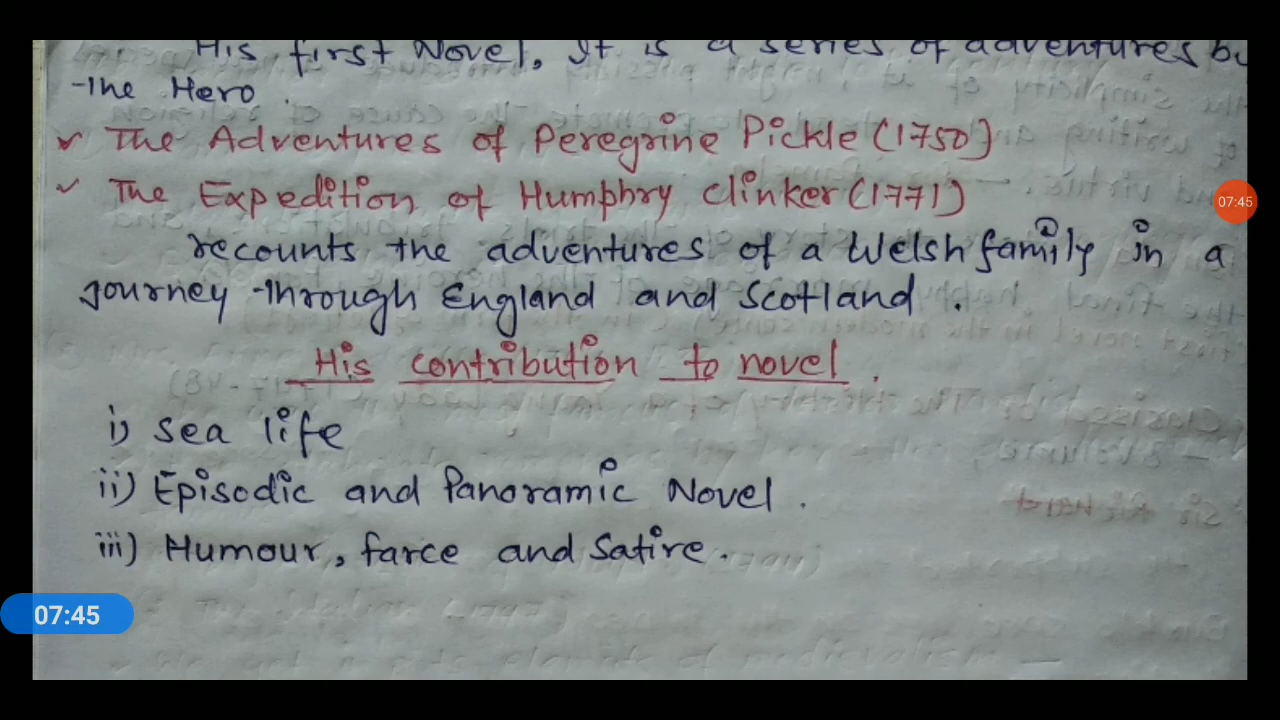 His first Novel, It is a series of adventures by
the Hero.
✓ The Adventures of Peregrine Pickle (1750)
✓ The Expedition of Humphry Clinker (1771)
07:45
recounts the adventures of a Welsh family in a
journey through England and Scotland.
His contribution to novel.
i) Sea life
ii) Episodic and Panoramic Novel.
iii) Humour, farce and Satire.
07:45